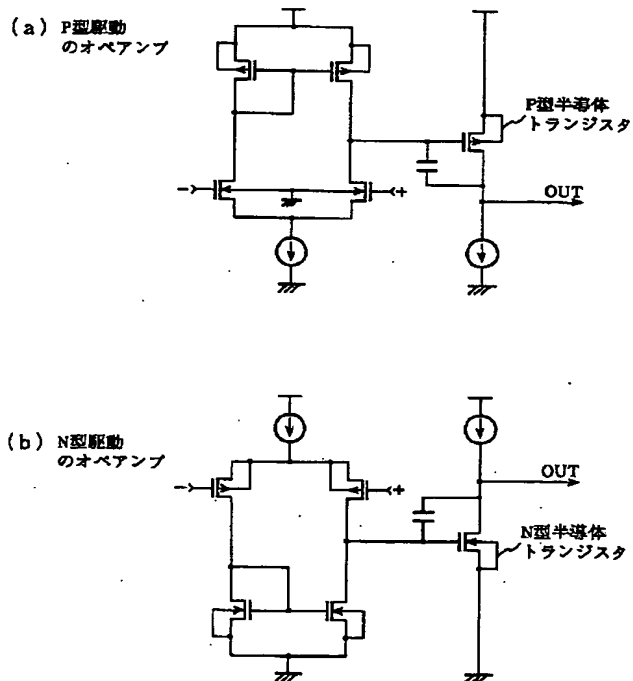 (a) P型駆動
のオペアンプ
P型半導体
トランジスタ
− +
OUT
(b) N型駆動
のオペアンプ
− +
OUT
N型半導体
トランジスタ